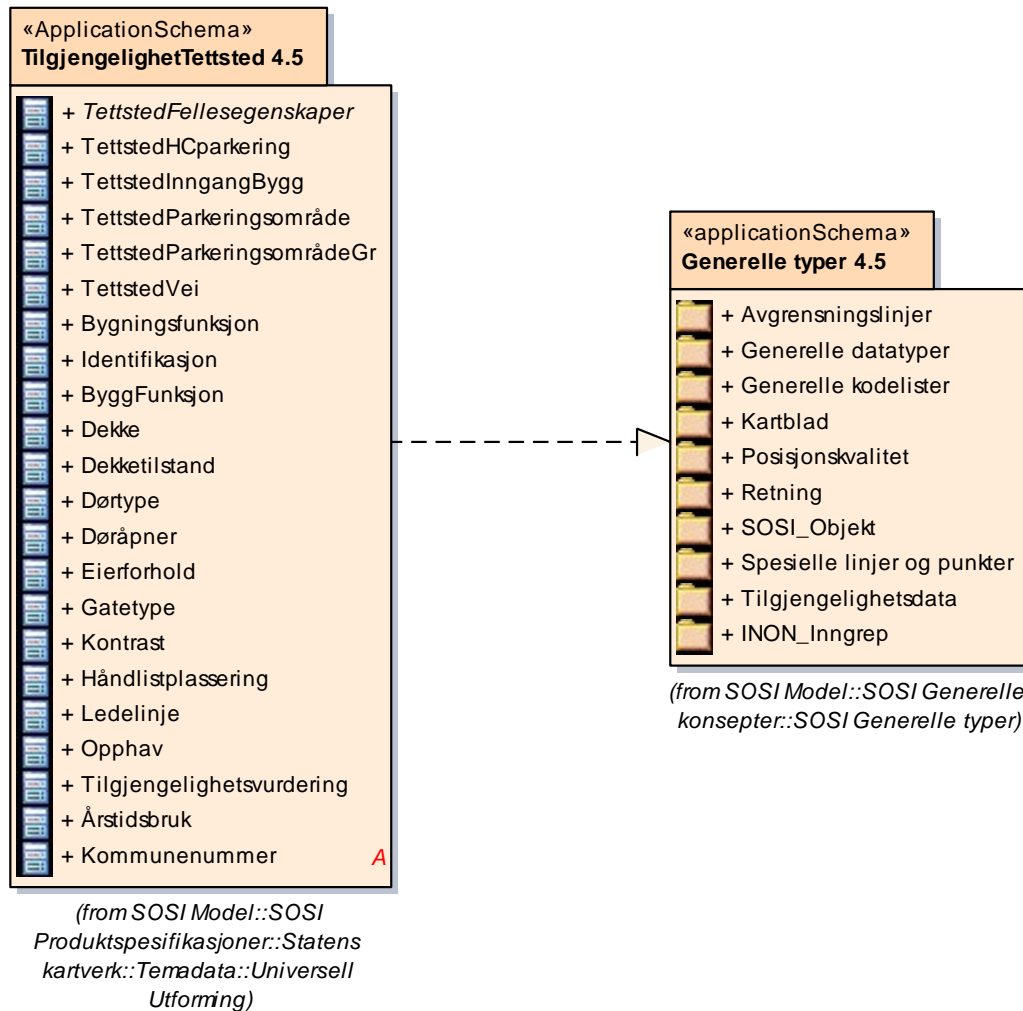 «ApplicationSchema»
TilgjengelighetTettsted 4.5
+ TettstedFellesegenskaper
+ TettstedHCparkering
+ TettstedInngangBygg
+ TettstedParkeringsområde
+ TettstedParkeringsområdeGr
+ TettstedVei
+ Bygningsfunksjon
+ Identifikasjon
+ ByggFunksjon
+ Dekke
+ Dekketilstand
+ Dørtype
+ Døråpner
+ Eierforhold
+ Gatetype
+ Kontrast
+ Håndlistplassering
+ Ledelinje
+ Opphav
+ Tilgjengelighetsvurdering
+ Årstidsbruk
+ Kommunenummer A
(from SOSI Model::SOSI
Produktspesifikasjoner::Statens
kartverk::Temadata::Universell
Utforming)
«applicationSchema»
Generelle typer 4.5
+ Avgrensningslinjer
+ Generelle datatyper
+ Generelle kodelister
+ Kartblad
+ Posisjonskvalitet
+ Retning
+ SOSI_Objekt
+ Spesielle linjer og punkter
+ Tilgjengelighetsdata
+ INON_Inngrep
(from SOSI Model::SOSI Generelle
konsepter::SOSI Generelle typer)